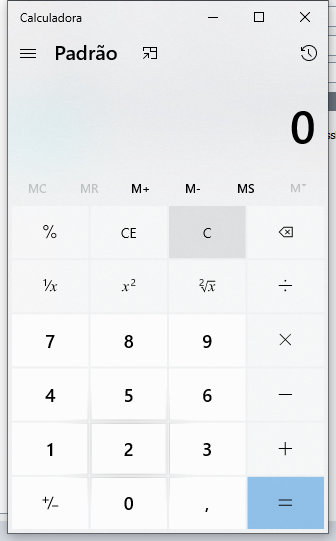 Calculadora
Padrão
0
MC MR M+ M- MS M˅
% CE C
¹/x x² ²√x ÷
7 8 9 ×
4 5 6 −
1 2 3 +
+/− 0 , =